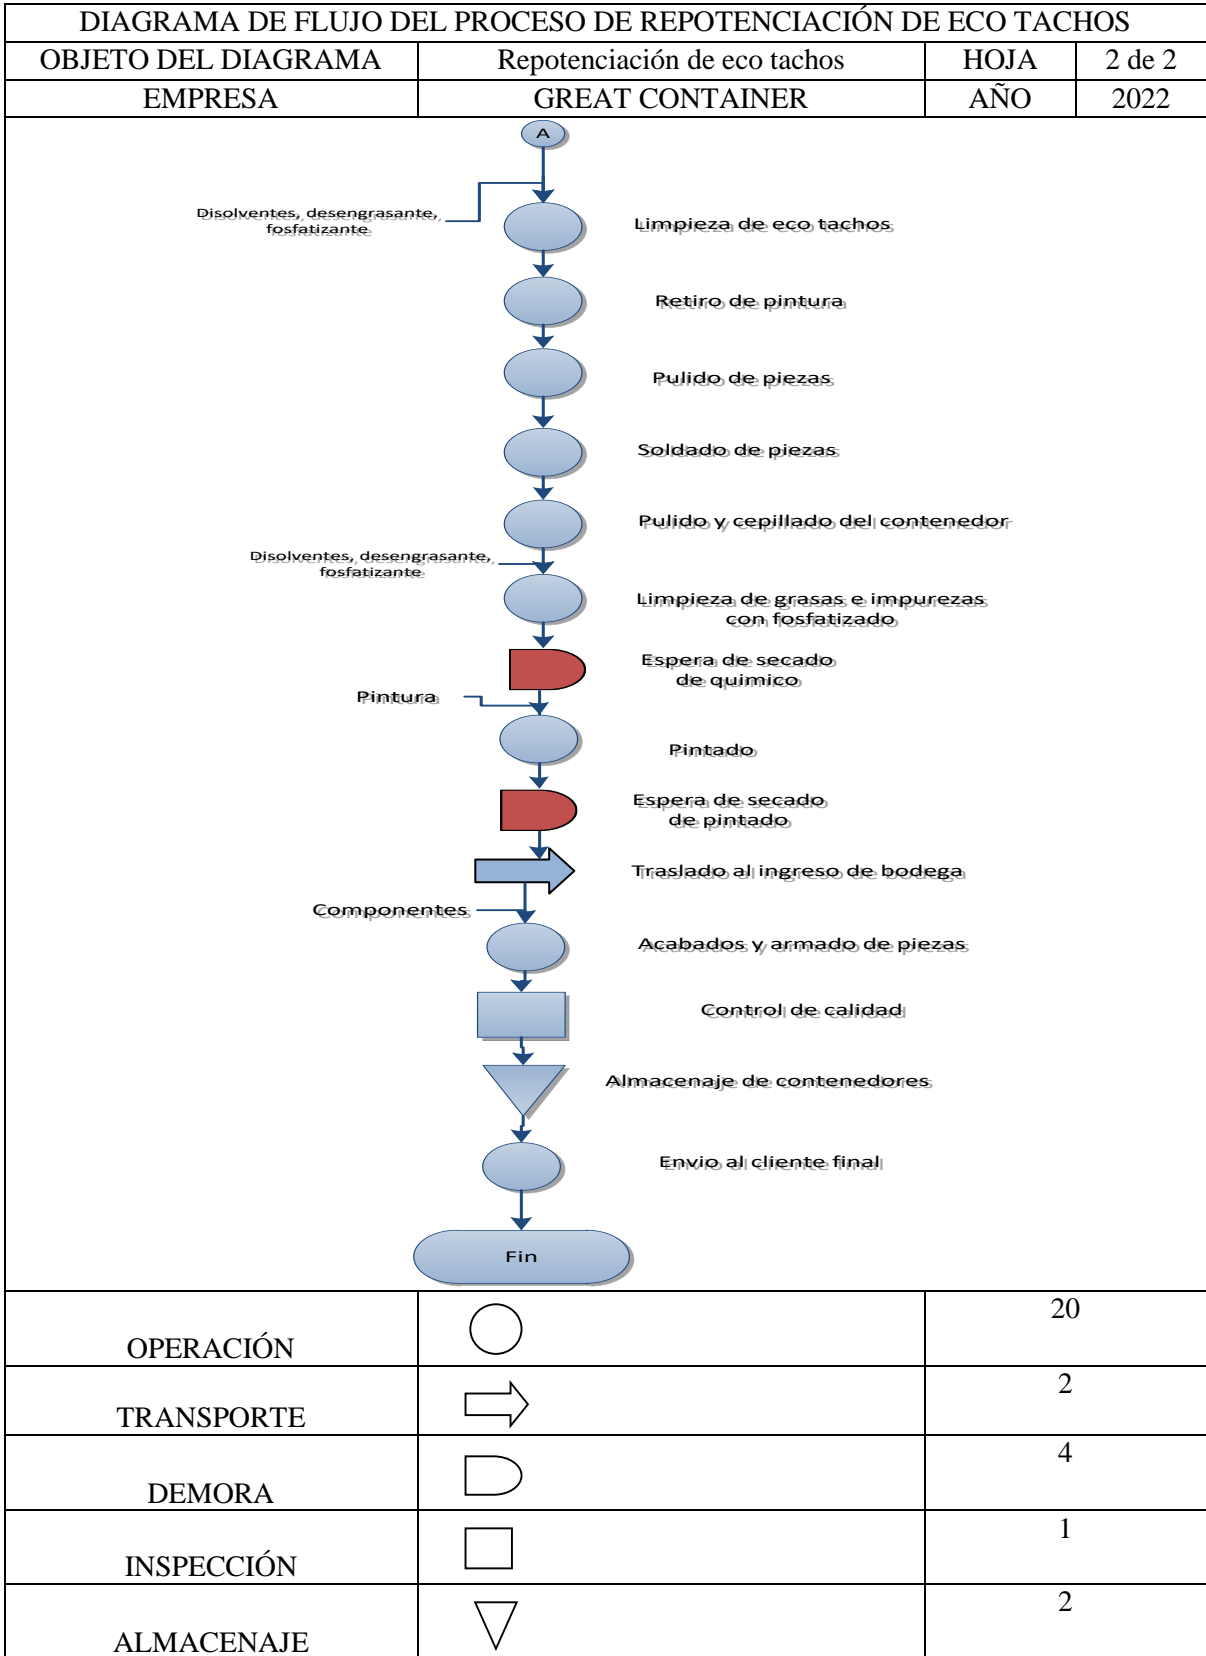 DIAGRAMA DE FLUJO DEL PROCESO DE REPOTENCIACIÓN DE ECO TACHOS
OBJETO DEL DIAGRAMA Repotenciación de eco tachos HOJA 2 de 2
EMPRESA GREAT CONTAINER AÑO 2022
A
Disolventes, desengrasante,
fosfatizante
Limpieza de eco tachos
Retiro de pintura
Pulido de piezas
Soldado de piezas
Pulido y cepillado del contenedor
Disolventes, desengrasante,
fosfatizante
Limpieza de grasas e impurezas
con fosfatizado
Espera de secado
de quimico
Pintura
Pintado
Espera de secado
de pintado
Traslado al ingreso de bodega
Componentes
Acabados y armado de piezas
Control de calidad
Almacenaje de contenedores
Envio al cliente final
Fin
OPERACIÓN 20
TRANSPORTE 2
DEMORA 4
INSPECCIÓN 1
ALMACENAJE 2